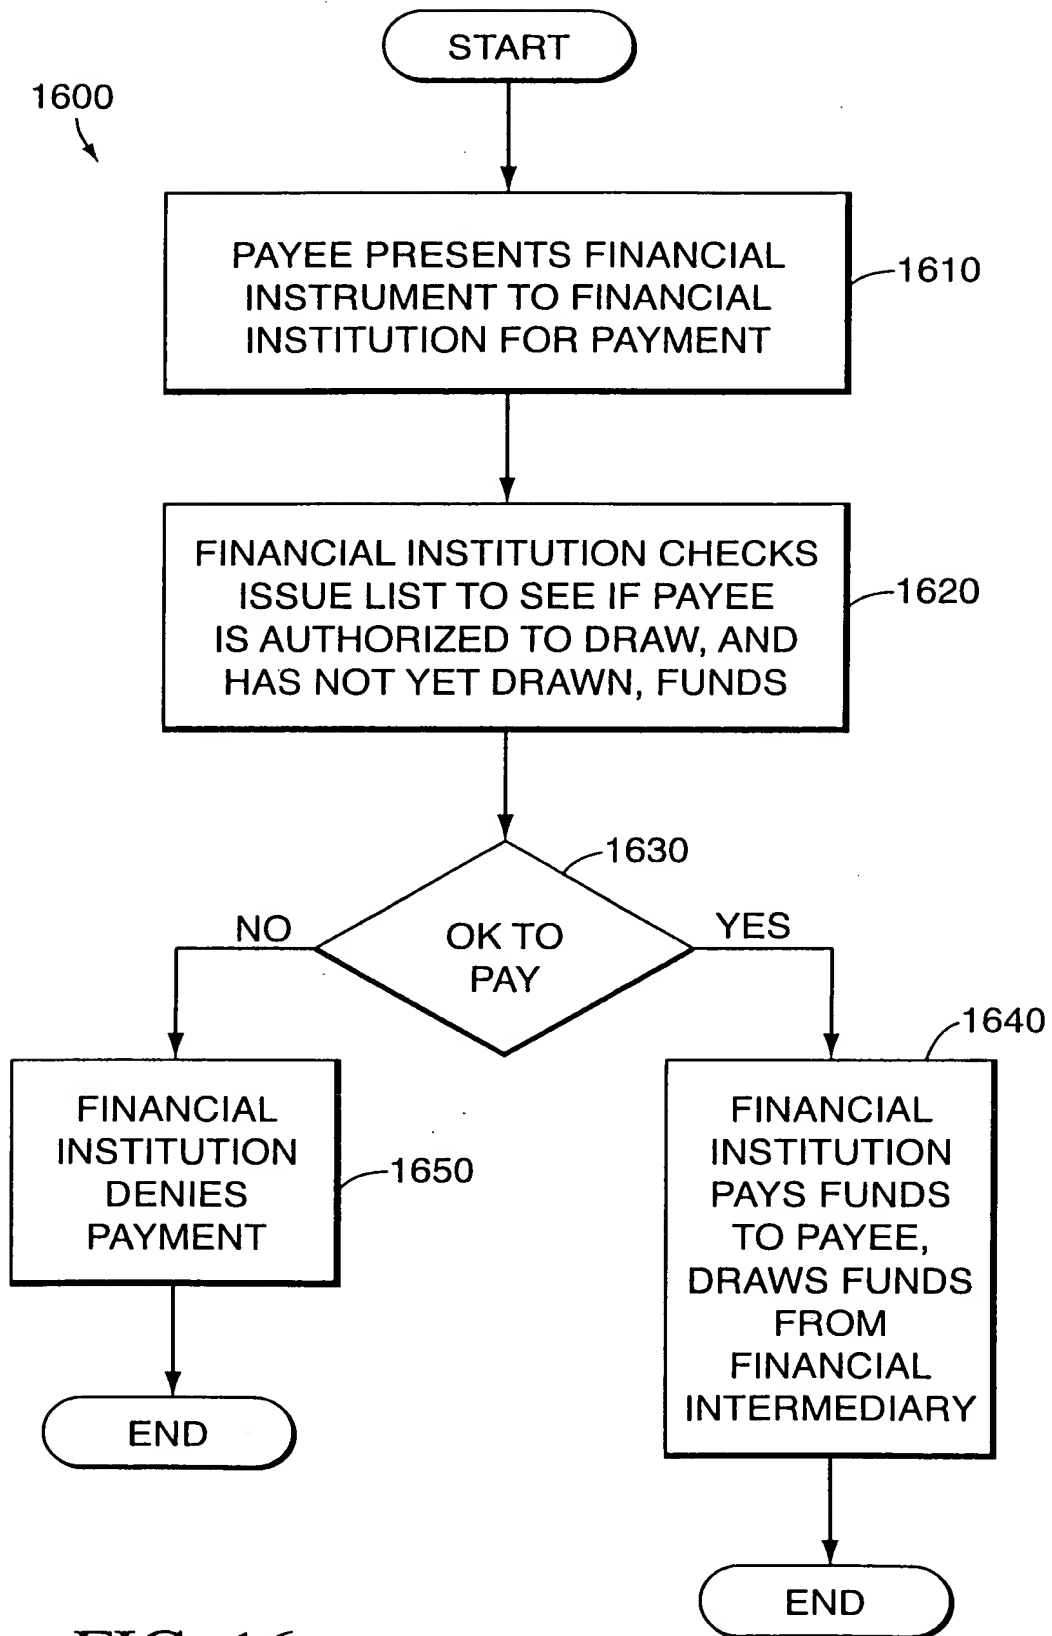 START
1600
PAYEE PRESENTS FINANCIAL
INSTRUMENT TO FINANCIAL
INSTITUTION FOR PAYMENT
1610
FINANCIAL INSTITUTION CHECKS
ISSUE LIST TO SEE IF PAYEE
IS AUTHORIZED TO DRAW, AND
HAS NOT YET DRAWN, FUNDS
1620
1630
OK TO
PAY
NO
YES
1640
FINANCIAL
INSTITUTION
DENIES
PAYMENT
1650
FINANCIAL
INSTITUTION
PAYS FUNDS
TO PAYEE,
DRAWS FUNDS
FROM
FINANCIAL
INTERMEDIARY
END
END
FIG. 16